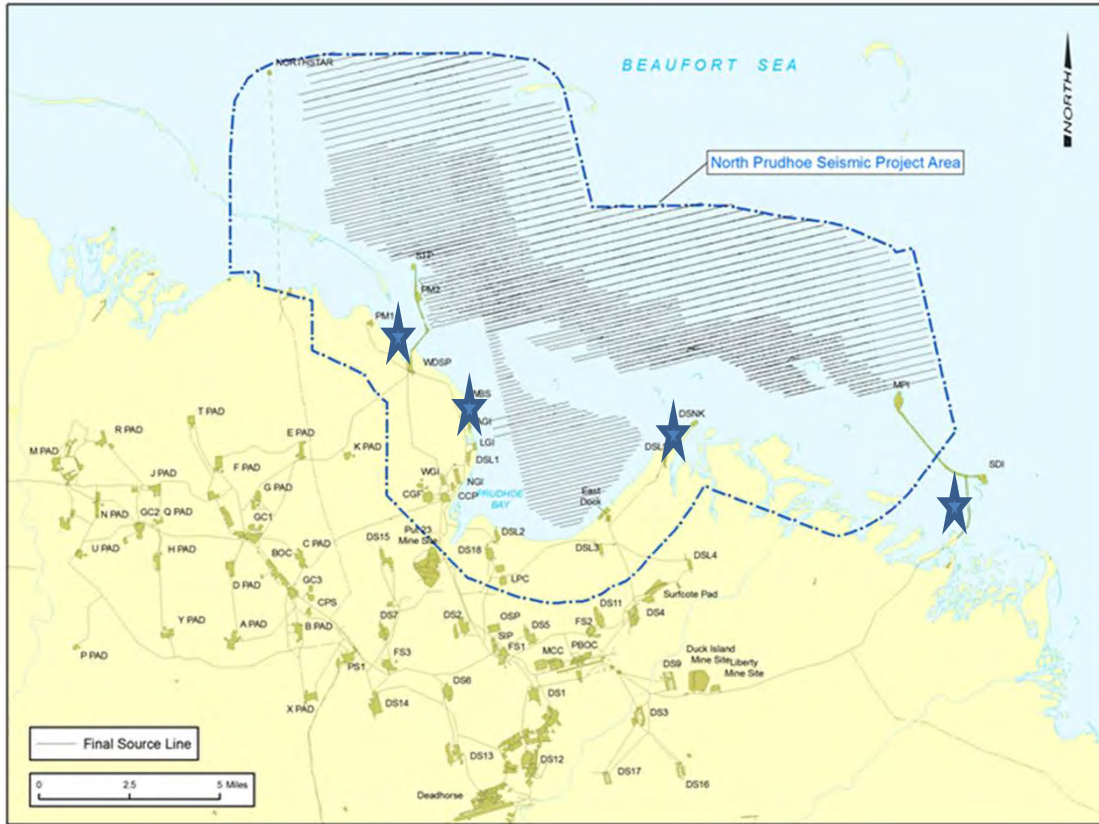 BEAUFORT SEA
NORTH
NORTHSTAR
North Prudhoe Seismic Project Area
STP
PM2
PM1
WDSP
MPI
AGI
DSNK
T PAD
R PAD
E PAD
K PAD
LGI
DSL1
M PAD
F PAD
WGI
SDI
J PAD
NGI
G PAD
CGF
CCP
PRUDHOE
BAY
East
Dock
N PAD
Q PAD
GC2
GC1
Mine Site
DSL2
U PAD
H PAD
BOC
C PAD
DS15
DS18
DSL3
DSL4
D PAD
GC3
LPC
Surfcote Pad
CPS
DS11
DS4
Y PAD
A PAD
B PAD
DS7
DS2
OSP
DS5
FS2
SIP
P PAD
PS1
FS3
FS1
MCC
PBOC
Duck Island
Mine Site
Liberty
Mine Site
DS9
X PAD
DS14
DS6
DS1
DS3
DS13
DS12
DS17
DS16
Deadhorse
Final Source Line
0 2.5 5 Miles